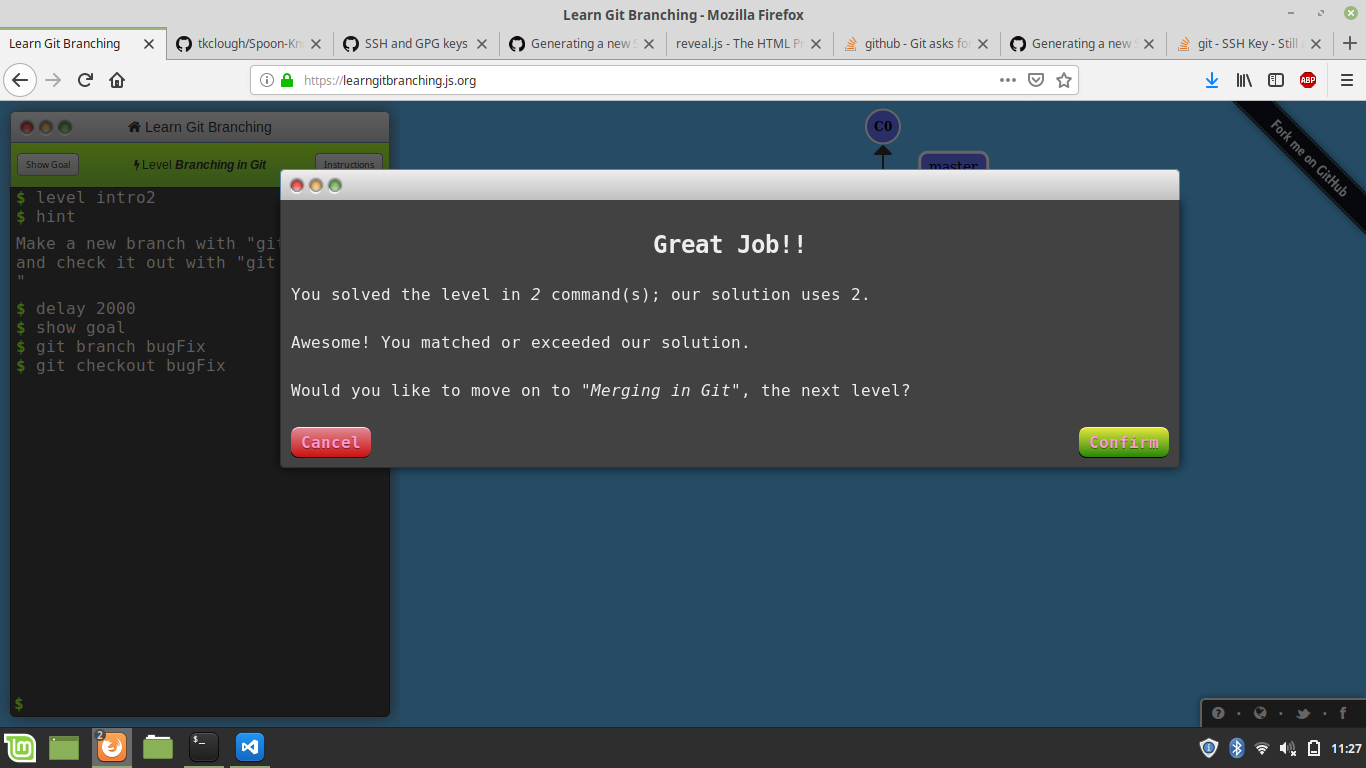 Learn Git Branching - Mozilla Firefox
Learn Git Branching
tkclough/Spoon-Kni
SSH and GPG keys
Generating a new S
reveal.js - The HTML Pr
github - Git asks for
Generating a new S
git - SSH Key - Still a
https://learngitbranching.js.org
ABP
Learn Git Branching
Show Goal
Level Branching in Git
Instructions
$ level intro2
$ hint
Make a new branch with "git
and check it out with "git
"
$ delay 2000
$ show goal
$ git branch bugFix
$ git checkout bugFix
$
C0
master
Fork me on GitHub
Great Job!!
You solved the level in 2 command(s); our solution uses 2.
Awesome! You matched or exceeded our solution.
Would you like to move on to "Merging in Git", the next level?
Cancel
Confirm
2
$_
11:27